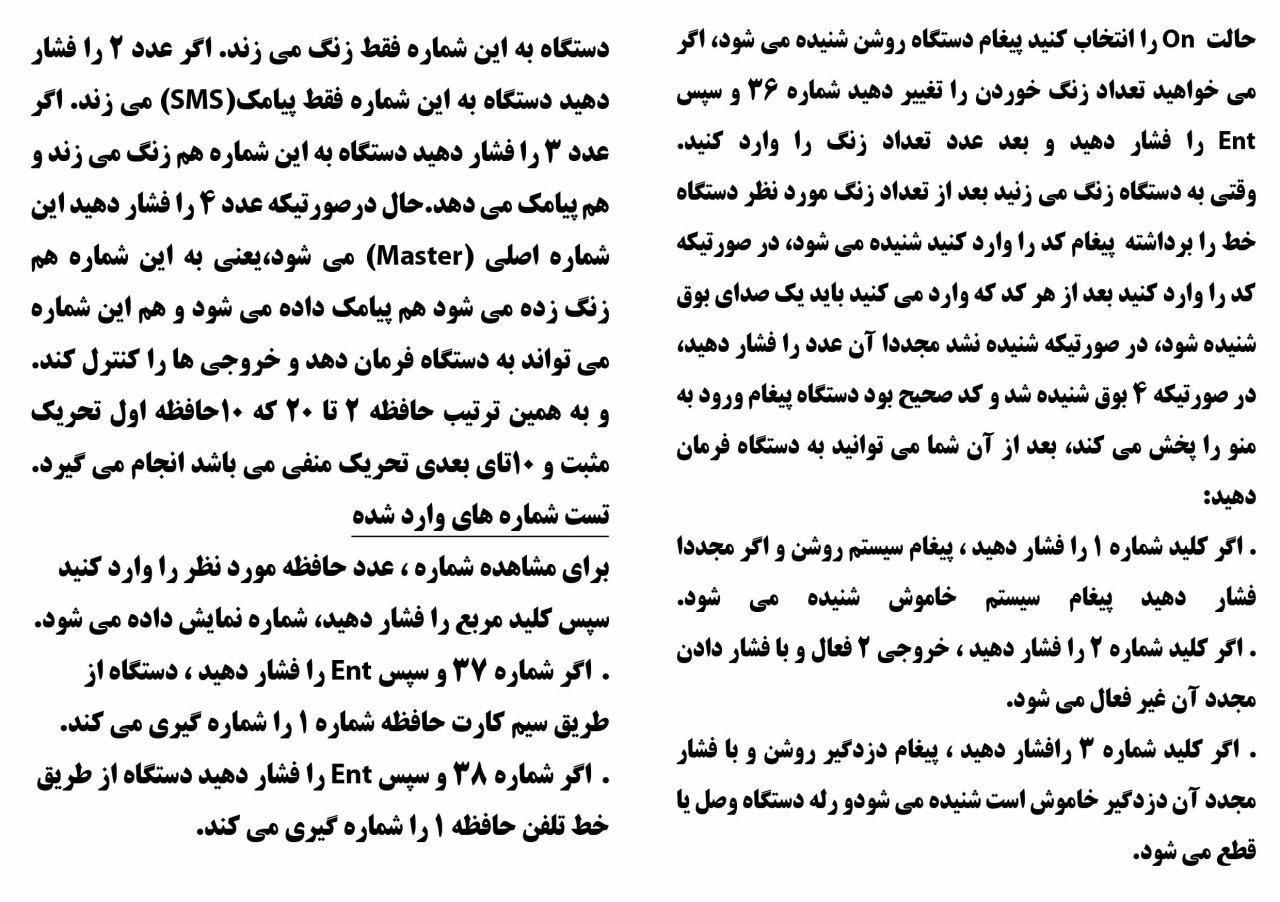 حالت On را انتخاب کنید پیغام دستگاه روشن شنیده می شود، اگر
می خواهید تعداد زنگ خوردن را تغییر دهید شماره ۳۶ و سپس
Ent را فشار دهید و بعد عدد تعداد زنگ را وارد کنید.
وقتی به دستگاه زنگ می زنید بعد از تعداد زنگ مورد نظر دستگاه
خط را برداشته پیغام کد را وارد کنید شنیده می شود، در صورتیکه
کد را وارد کنید بعد از هر کد که وارد می کنید باید یک صدای بوق
شنیده شود، در صورتیکه شنیده نشد مجددا آن عدد را فشار دهید،
در صورتیکه ۴ بوق شنیده شد و کد صحیح بود دستگاه پیغام ورود به
منو را پخش می کند، بعد از آن شما می توانید به دستگاه فرمان
دهید:
. اگر کلید شماره ۱ را فشار دهید ، پیغام سیستم روشن و اگر مجددا
فشار دهید پیغام سیستم خاموش شنیده می شود.
. اگر کلید شماره ۲ را فشار دهید ، خروجی ۲ فعال و با فشار دادن
مجدد آن غیر فعال می شود.
. اگر کلید شماره ۳ رافشار دهید ، پیغام دزدگیر روشن و با فشار
مجدد آن دزدگیر خاموش است شنیده می شودو رله دستگاه وصل یا
قطع می شود.
دستگاه به این شماره فقط زنگ می زند. اگر عدد ۲ را فشار
دهید دستگاه به این شماره فقط پیامک(SMS) می زند. اگر
عدد ۳ را فشار دهید دستگاه به این شماره هم زنگ می زند و
هم پیامک می دهد.حال درصورتیکه عدد ۴ را فشار دهید این
شماره اصلی (Master) می شود،یعنی به این شماره هم
زنگ زده می شود هم پیامک داده می شود و هم این شماره
می تواند به دستگاه فرمان دهد و خروجی ها را کنترل کند.
و به همین ترتیب حافظه ۲ تا ۲۰ که ۱۰حافظه اول تحریک
مثبت و ۱۰تای بعدی تحریک منفی می باشد انجام می گیرد.
تست شماره های وارد شده
برای مشاهده شماره ، عدد حافظه مورد نظر را وارد کنید
سپس کلید مربع را فشار دهید، شماره نمایش داده می شود.
. اگر شماره ۳۷ و سپس Ent را فشار دهید ، دستگاه از
طریق سیم کارت حافظه شماره ۱ را شماره گیری می کند.
. اگر شماره ۳۸ و سپس Ent را فشار دهید دستگاه از طریق
خط تلفن حافظه ۱ را شماره گیری می کند.